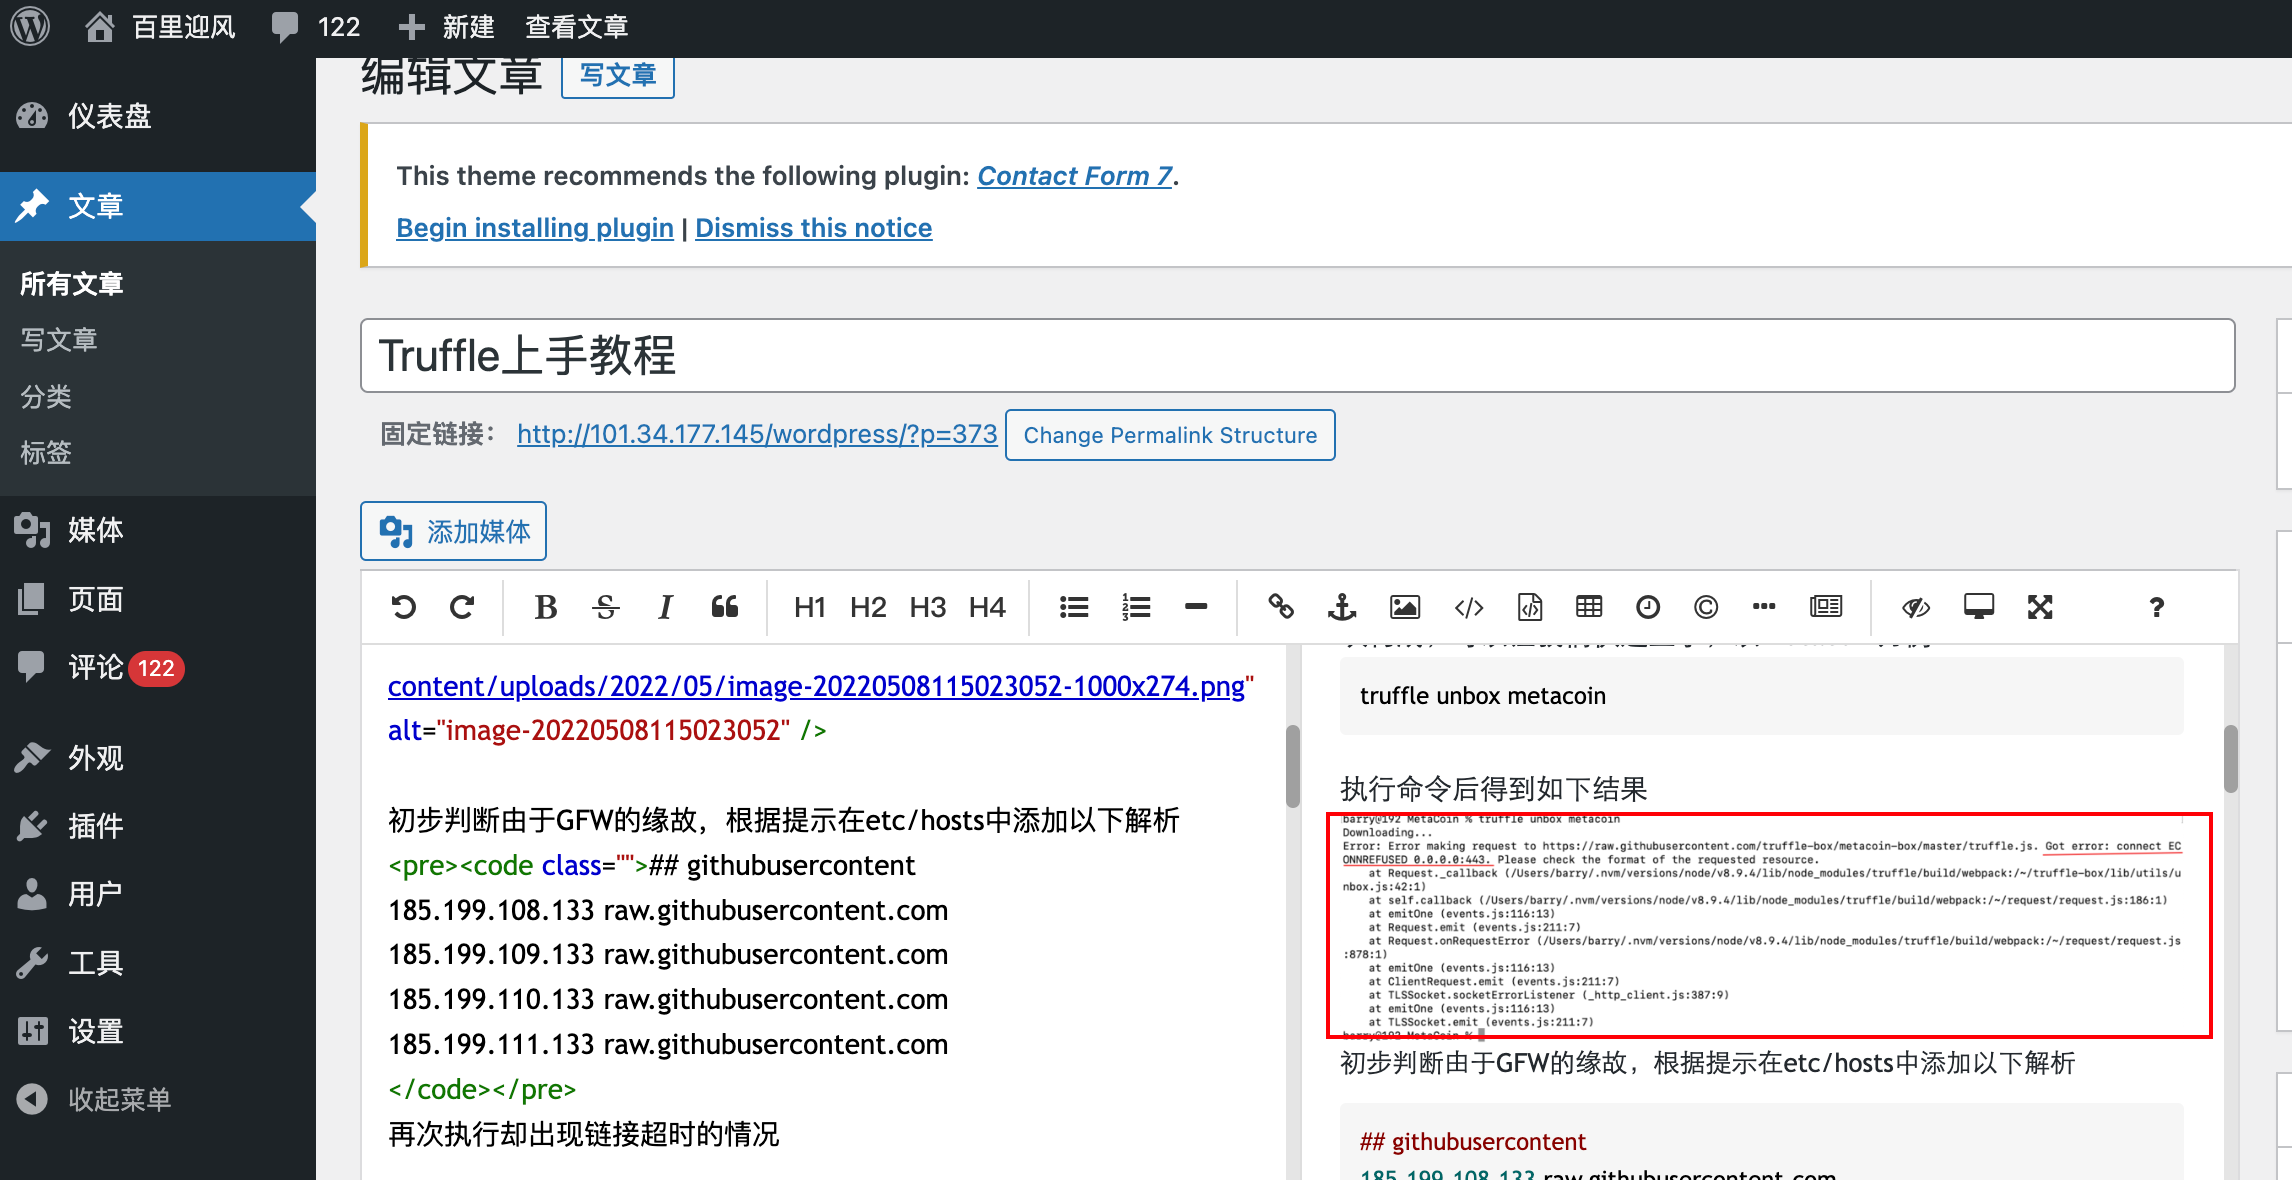 百里迎风 122 新建 查看文章
仪表盘
文章
所有文章
写文章
分类
标签
媒体
页面
评论 122
外观
插件
用户
工具
设置
收起菜单
编辑文章 写文章
This theme recommends the following plugin: Contact Form 7.
Begin installing plugin | Dismiss this notice
Truffle上手教程
固定链接： http://101.34.177.145/wordpress/?p=373 Change Permalink Structure
添加媒体
B S I H1 H2 H3 H4 ?
content/uploads/2022/05/image-20220508115023052-1000x274.png"
alt="image-20220508115023052" />
初步判断由于GFW的缘故，根据提示在etc/hosts中添加以下解析
<pre><code class="">## githubusercontent
185.199.108.133 raw.githubusercontent.com
185.199.109.133 raw.githubusercontent.com
185.199.110.133 raw.githubusercontent.com
185.199.111.133 raw.githubusercontent.com
</code></pre>
再次执行却出现链接超时的情况
truffle unbox metacoin
执行命令后得到如下结果
barry@192 MetaCoin % truffle unbox metacoin
Downloading...
Error: Error making request to https://raw.githubusercontent.com/truffle-box/metacoin-box/master/truffle.js. Got error: connect EC
ONNREFUSED 0.0.0.0:443. Please check the format of the requested resource.
at Request._callback (/Users/barry/.nvm/versions/node/v8.9.4/lib/node_modules/truffle/build/webpack:/~/truffle-box/lib/utils/u
nbox.js:42:1)
at self.callback (/Users/barry/.nvm/versions/node/v8.9.4/lib/node_modules/truffle/build/webpack:/~/request/request.js:186:1)
at emitOne (events.js:116:13)
at Request.emit (events.js:211:7)
at Request.onRequestError (/Users/barry/.nvm/versions/node/v8.9.4/lib/node_modules/truffle/build/webpack:/~/request/request.js
:878:1)
at emitOne (events.js:116:13)
at ClientRequest.emit (events.js:211:7)
at TLSSocket.socketErrorListener (_http_client.js:387:9)
at emitOne (events.js:116:13)
at TLSSocket.emit (events.js:211:7)
barry@192 MetaCoin %
初步判断由于GFW的缘故，根据提示在etc/hosts中添加以下解析
## githubusercontent
185.199.108.133 raw.githubusercontent.com